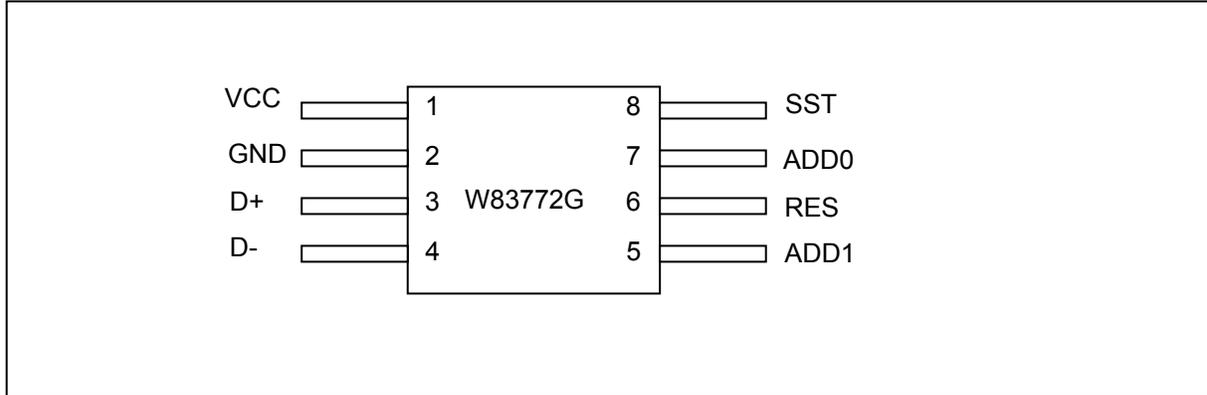 VCC 1 8 SST
GND 2 7 ADD0
D+ 3 W83772G 6 RES
D- 4 5 ADD1